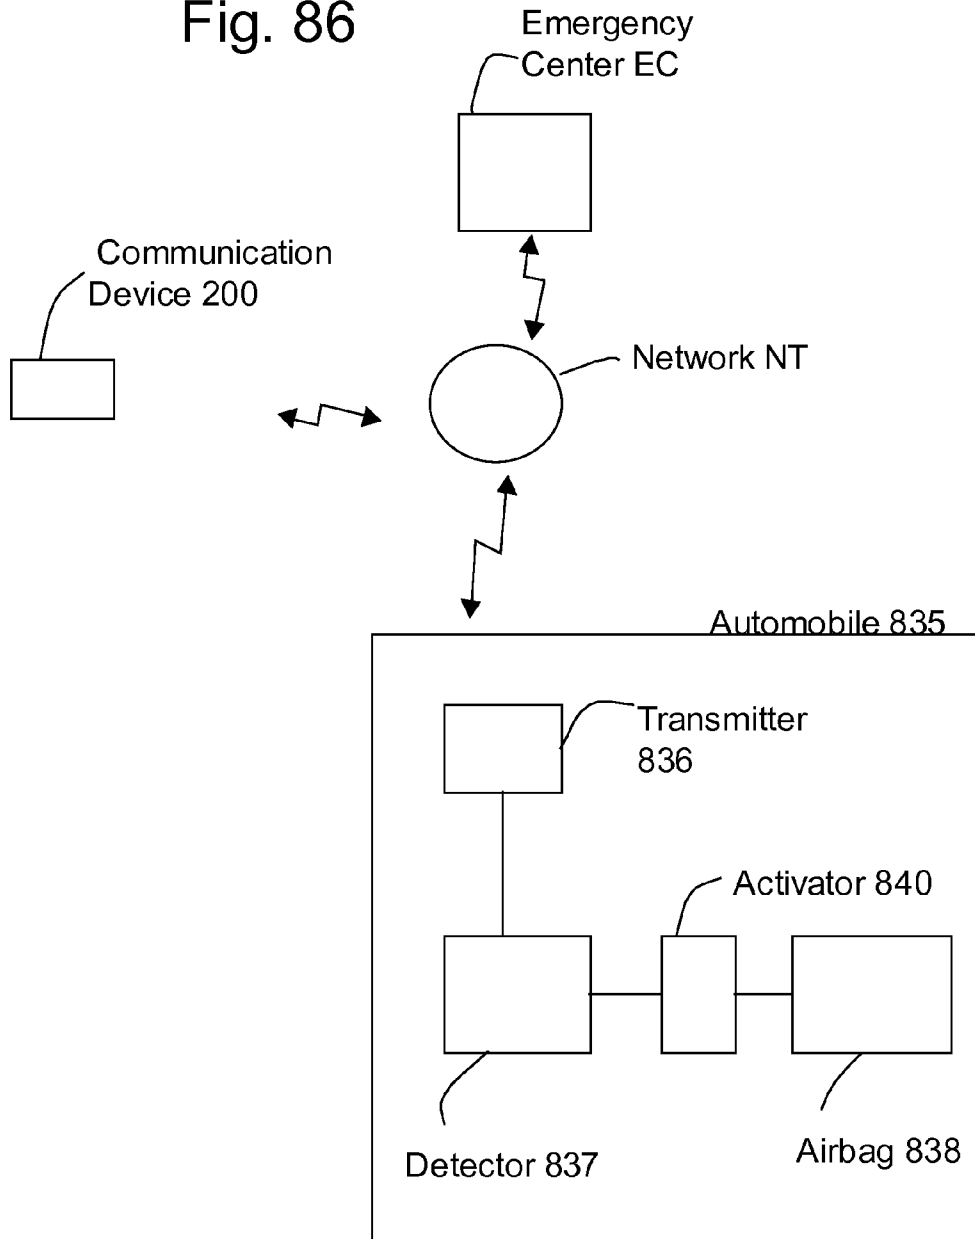 Fig. 86
Emergency
Center EC
Communication
Device 200
Network NT
Automobile 835
Transmitter
836
Activator 840
Detector 837
Airbag 838